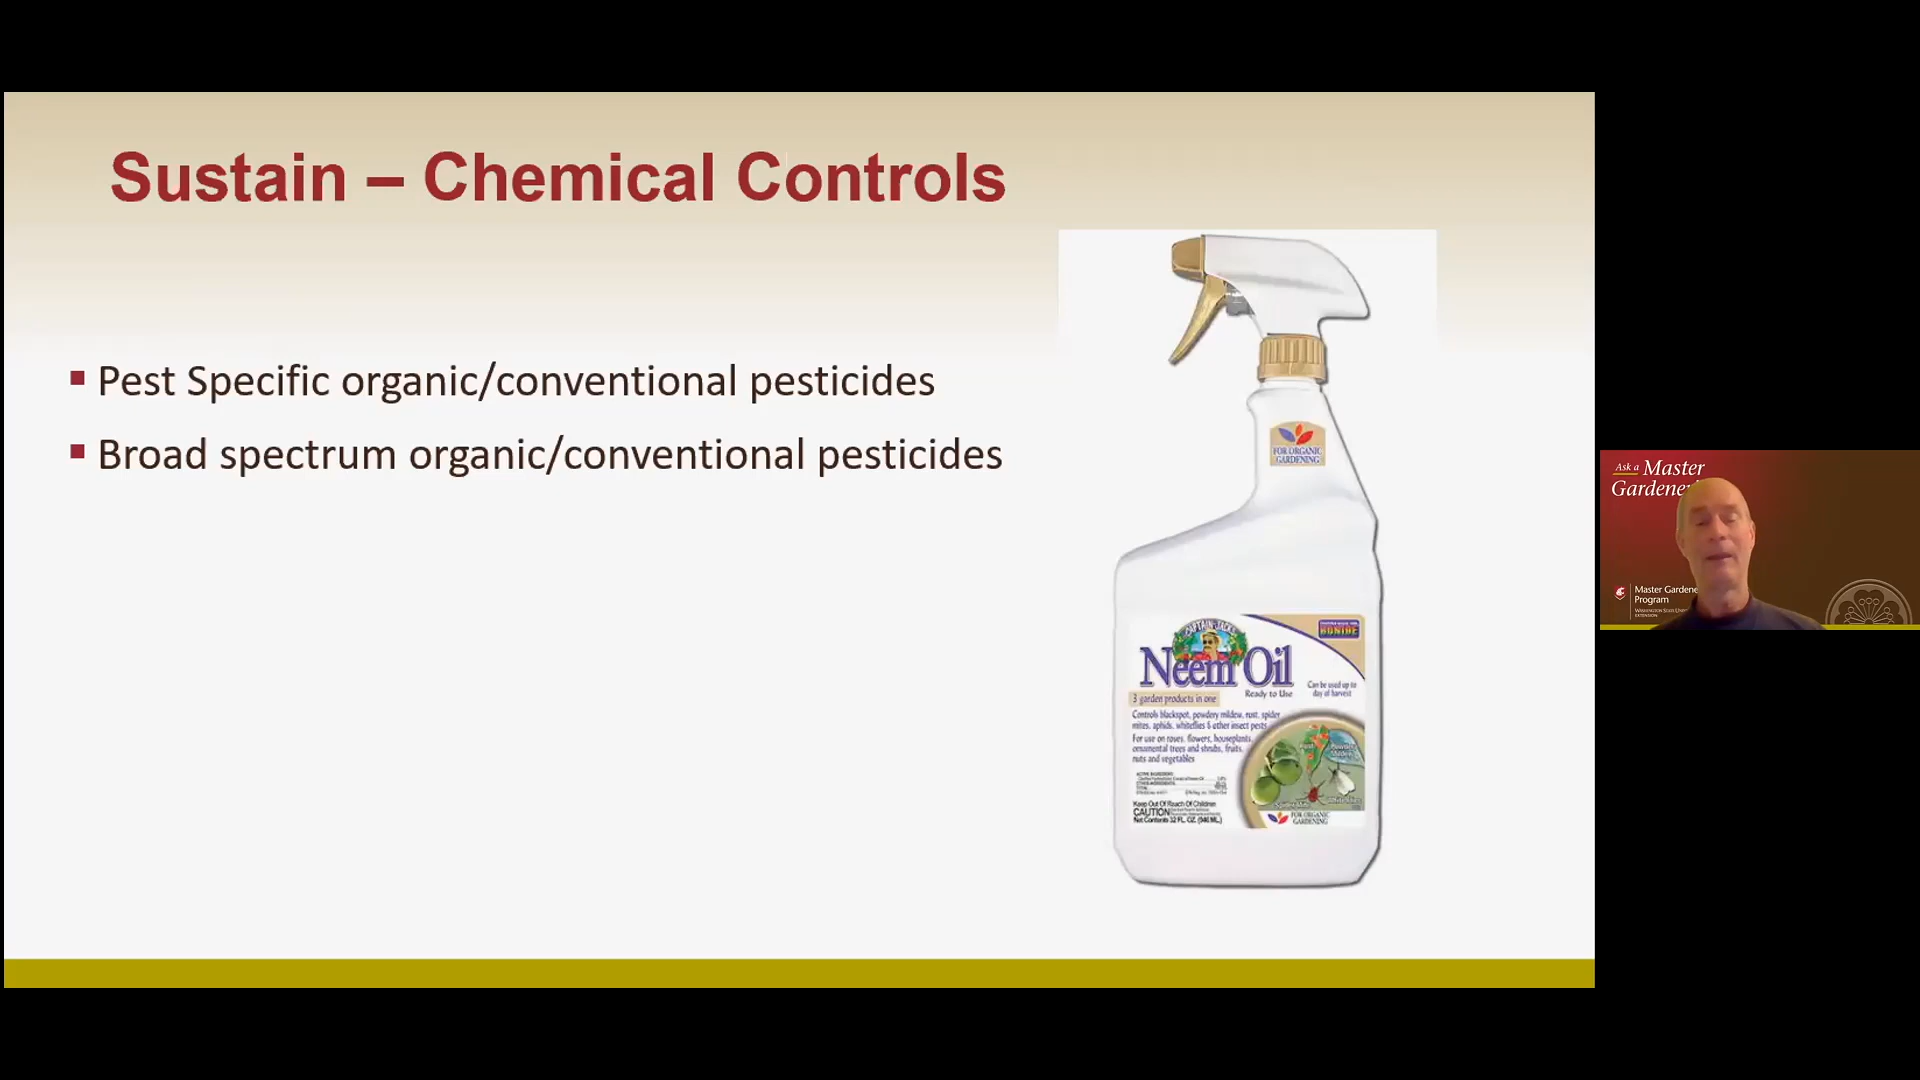 Sustain – Chemical Controls
Pest Specific organic/conventional pesticides
Broad spectrum organic/conventional pesticides
FOR ORGANIC
GARDENING
CAPTAIN JACK'S
BONIDE
Neem Oil
Ready to Use
Can be used up to
day of harvest
3 garden products in one
Controls blackspot, powdery mildew, rust, spider
mites, aphids, whiteflies & other insect pests
For use on roses, flowers, houseplants,
ornamental trees and shrubs, fruits,
nuts and vegetables
Keep Out Of Reach Of Children
CAUTION
Net Contents 32 FL. OZ. (946 ML.)
FOR ORGANIC
GARDENING
Ask a Master
Gardener
Master Gardene
Program